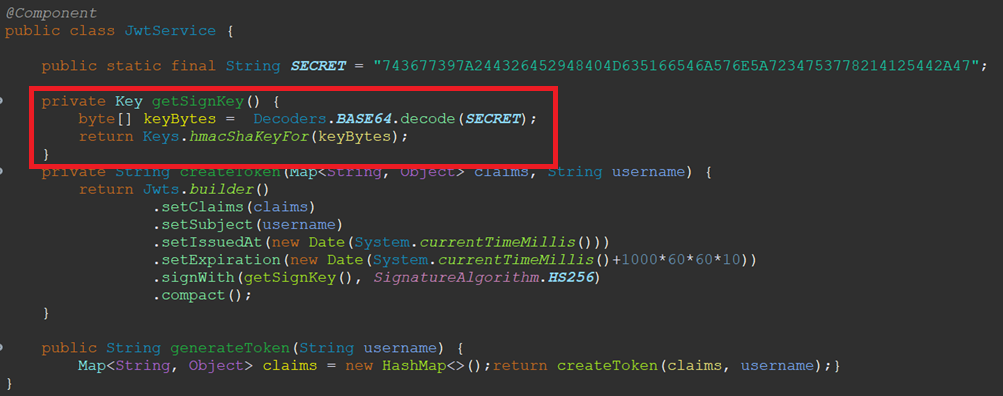 @Component
public class JwtService {
public static final String SECRET = "743677397A244326452948404D635166546A576E5A7234753778214125442A47";
private Key getSignKey() {
byte[] keyBytes = Decoders.BASE64.decode(SECRET);
return Keys.hmacShaKeyFor(keyBytes);
}
private String createToken(Map<String, Object> claims, String username) {
return Jwts.builder()
.setClaims(claims)
.setSubject(username)
.setIssuedAt(new Date(System.currentTimeMillis()))
.setExpiration(new Date(System.currentTimeMillis()+1000*60*60*10))
.signWith(getSignKey(), SignatureAlgorithm.HS256)
.compact();
}
public String generateToken(String username) {
Map<String, Object> claims = new HashMap<>();return createToken(claims, username);}
}